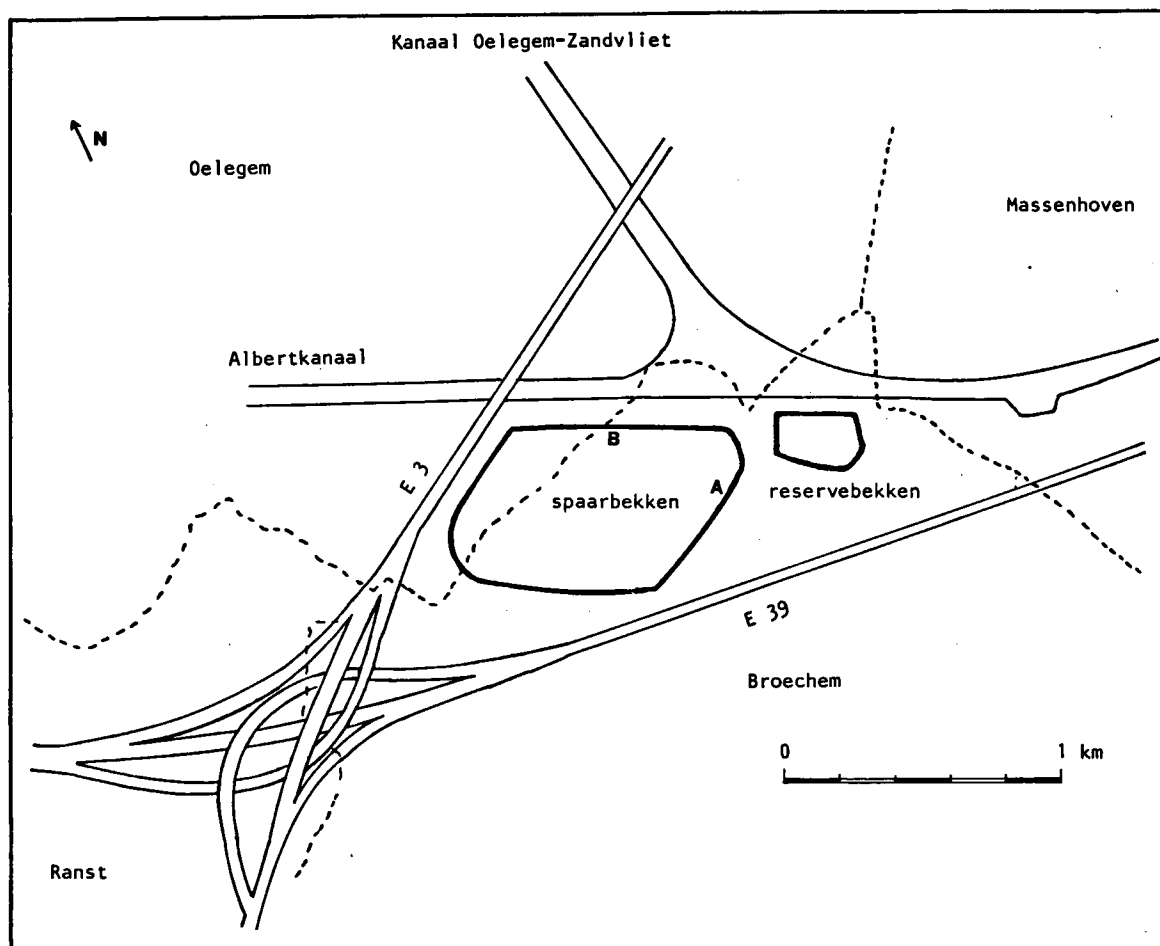 Kanaal Oelegem-Zandvliet
N
Oelegem
Massenhoven
Albertkanaal
E 3
B
A
spaarbekken
reservebekken
E 39
Broechem
0 1 km
Ranst